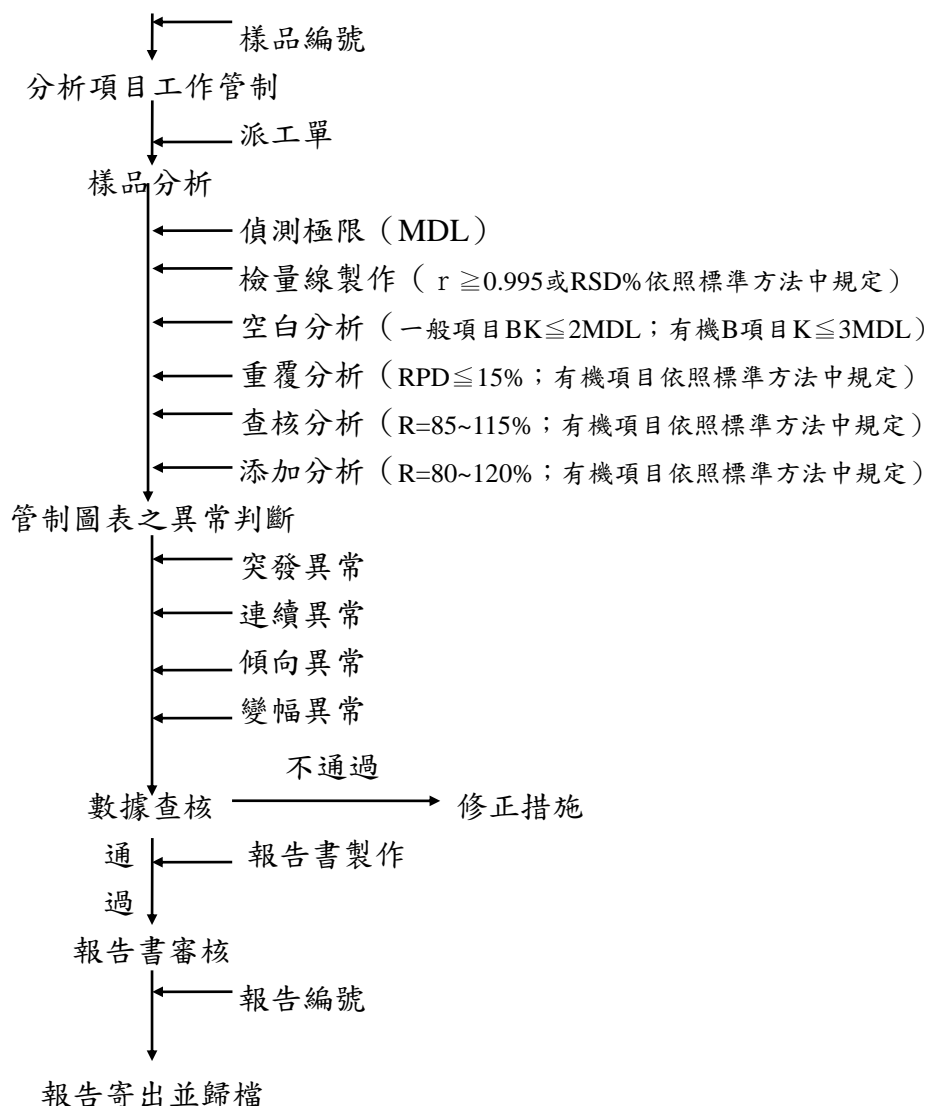 樣品編號
分析項目工作管制
派工單
樣品分析
偵測極限（MDL）
檢量線製作（ r ≧0.995或RSD%依照標準方法中規定）
空白分析（一般項目BK≦2MDL；有機B項目K≦3MDL）
重覆分析（RPD≦15%；有機項目依照標準方法中規定）
查核分析（R=85~115%；有機項目依照標準方法中規定）
添加分析（R=80~120%；有機項目依照標準方法中規定）
管制圖表之異常判斷
突發異常
連續異常
傾向異常
變幅異常
不通過
數據查核
修正措施
通
報告書製作
過
報告書審核
報告編號
報告寄出並歸檔